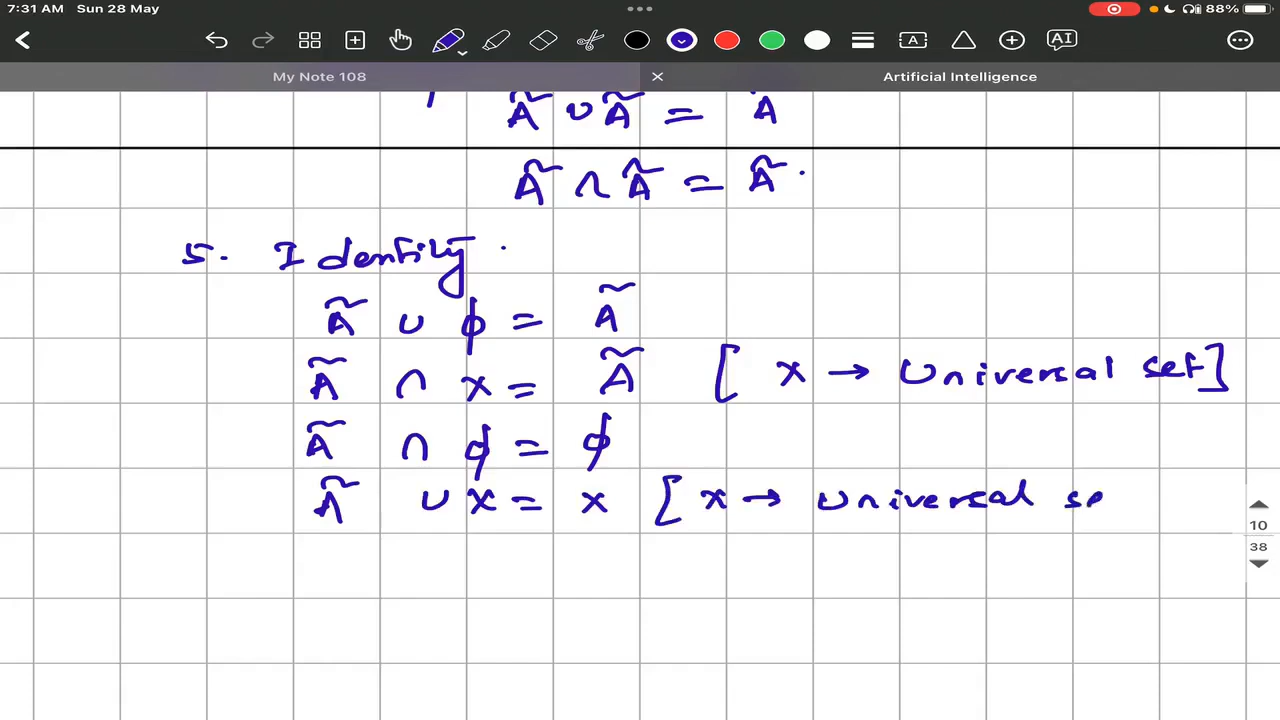 7:31 AM Sun 28 May
88%
A
AI
My Note 108
Artificial Intelligence
Ã ∪ Ã = Ã
Ã ∩ Ã = Ã.
5. Identity.
Ã ∪ ϕ = Ã
Ã ∩ x = Ã [ x → Universal set]
Ã ∩ ϕ = ϕ
Ã ∪ x = x [ x → Universal se
10
38